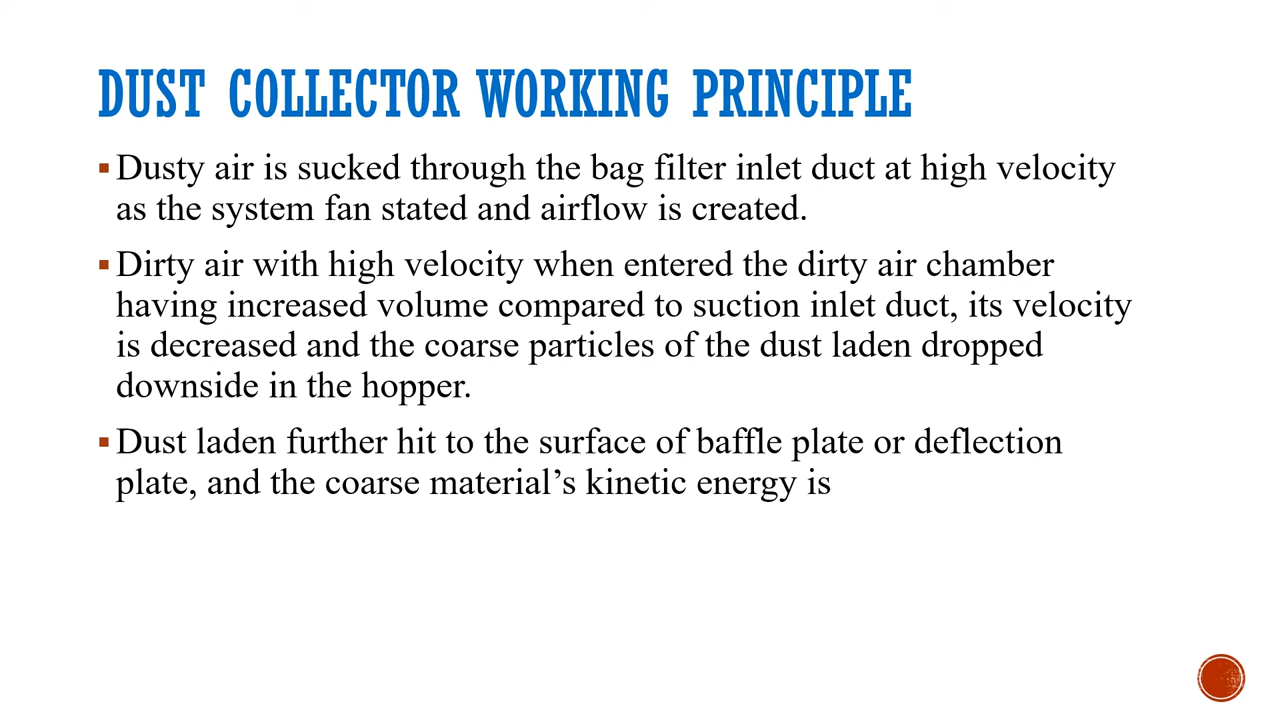 DUST COLLECTOR WORKING PRINCIPLE
Dusty air is sucked through the bag filter inlet duct at high velocity
as the system fan stated and airflow is created.
Dirty air with high velocity when entered the dirty air chamber
having increased volume compared to suction inlet duct, its velocity
is decreased and the coarse particles of the dust laden dropped
downside in the hopper.
Dust laden further hit to the surface of baffle plate or deflection
plate, and the coarse material’s kinetic energy is